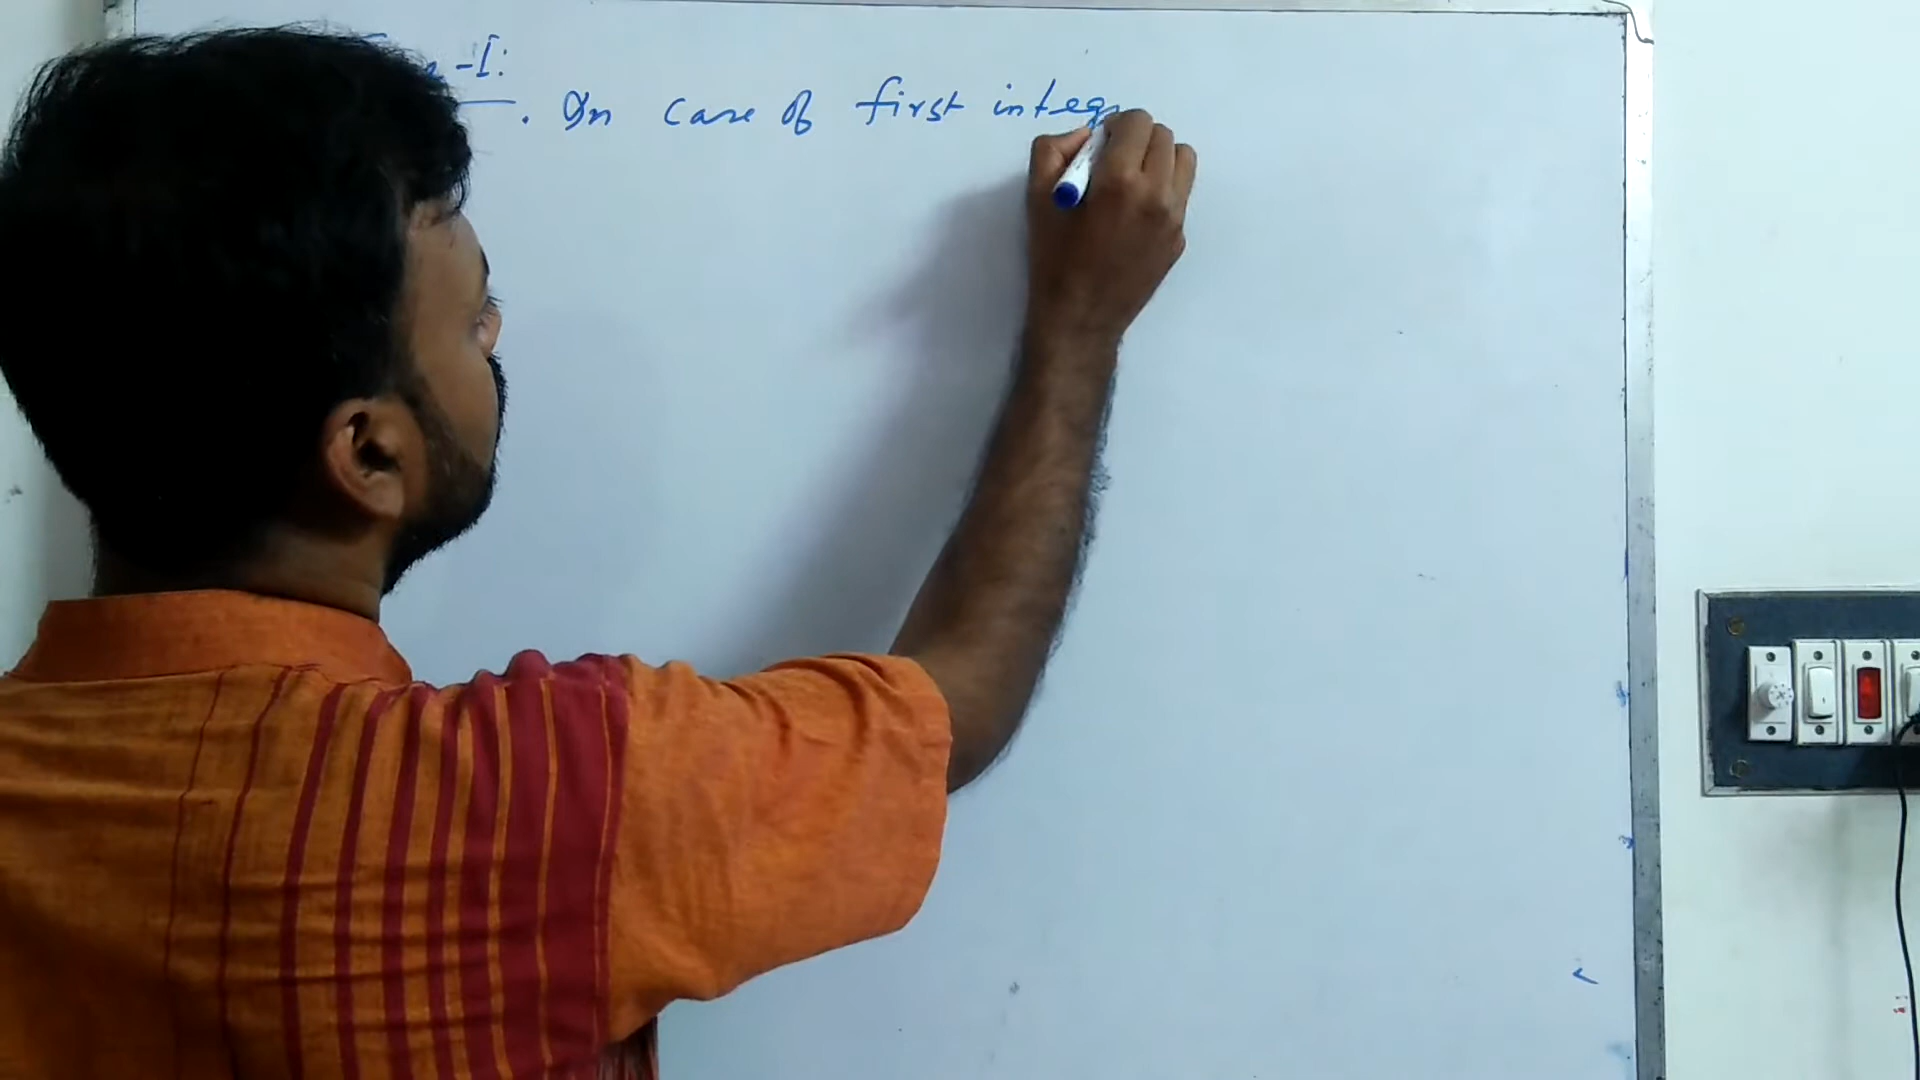 -I:
. In case of first integ